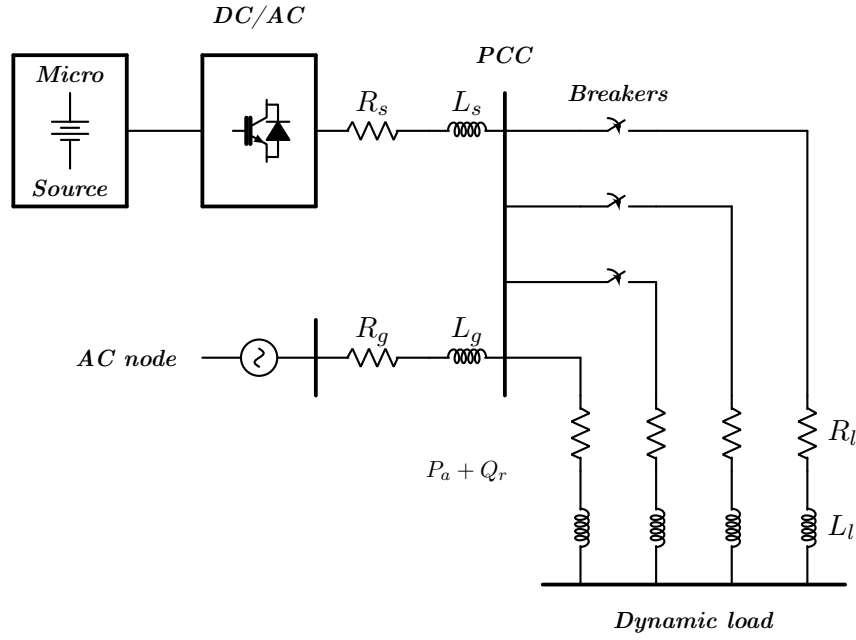 DC/AC
PCC
Micro
Source
R_s
L_s
Breakers
AC node
R_g
L_g
P_a + Q_r
R_l
L_l
Dynamic load